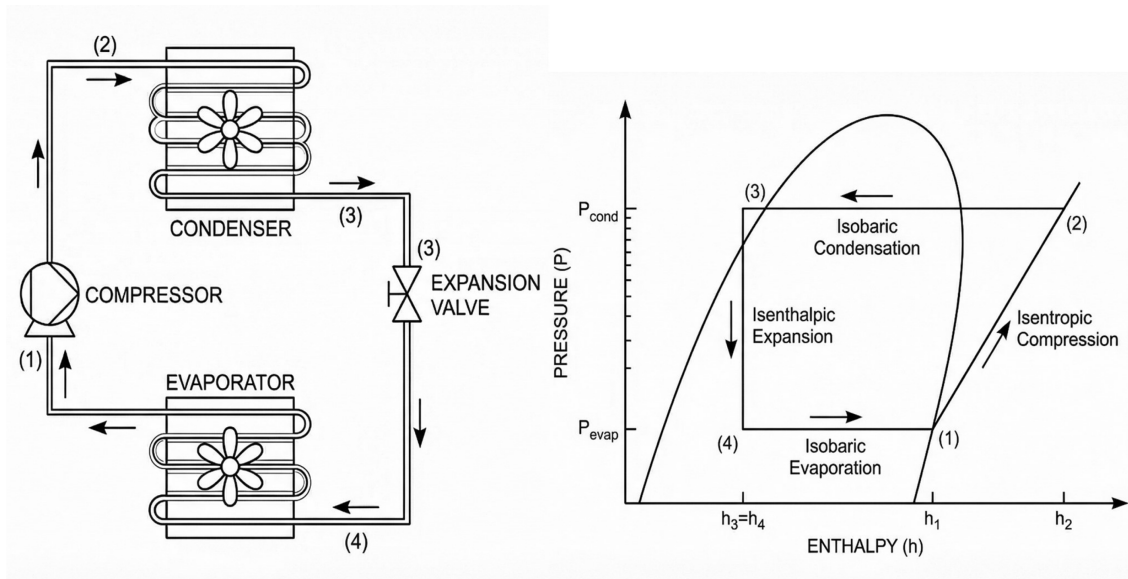 (2)
CONDENSER
(3)
(3)
EXPANSION
VALVE
COMPRESSOR
(1)
EVAPORATOR
(4)
PRESSURE (P)
P_cond
P_evap
(3)
(2)
Isobaric
Condensation
Isenthalpic
Expansion
Isentropic
Compression
(4)
(1)
Isobaric
Evaporation
h₃=h₄
h₁
h₂
ENTHALPY (h)